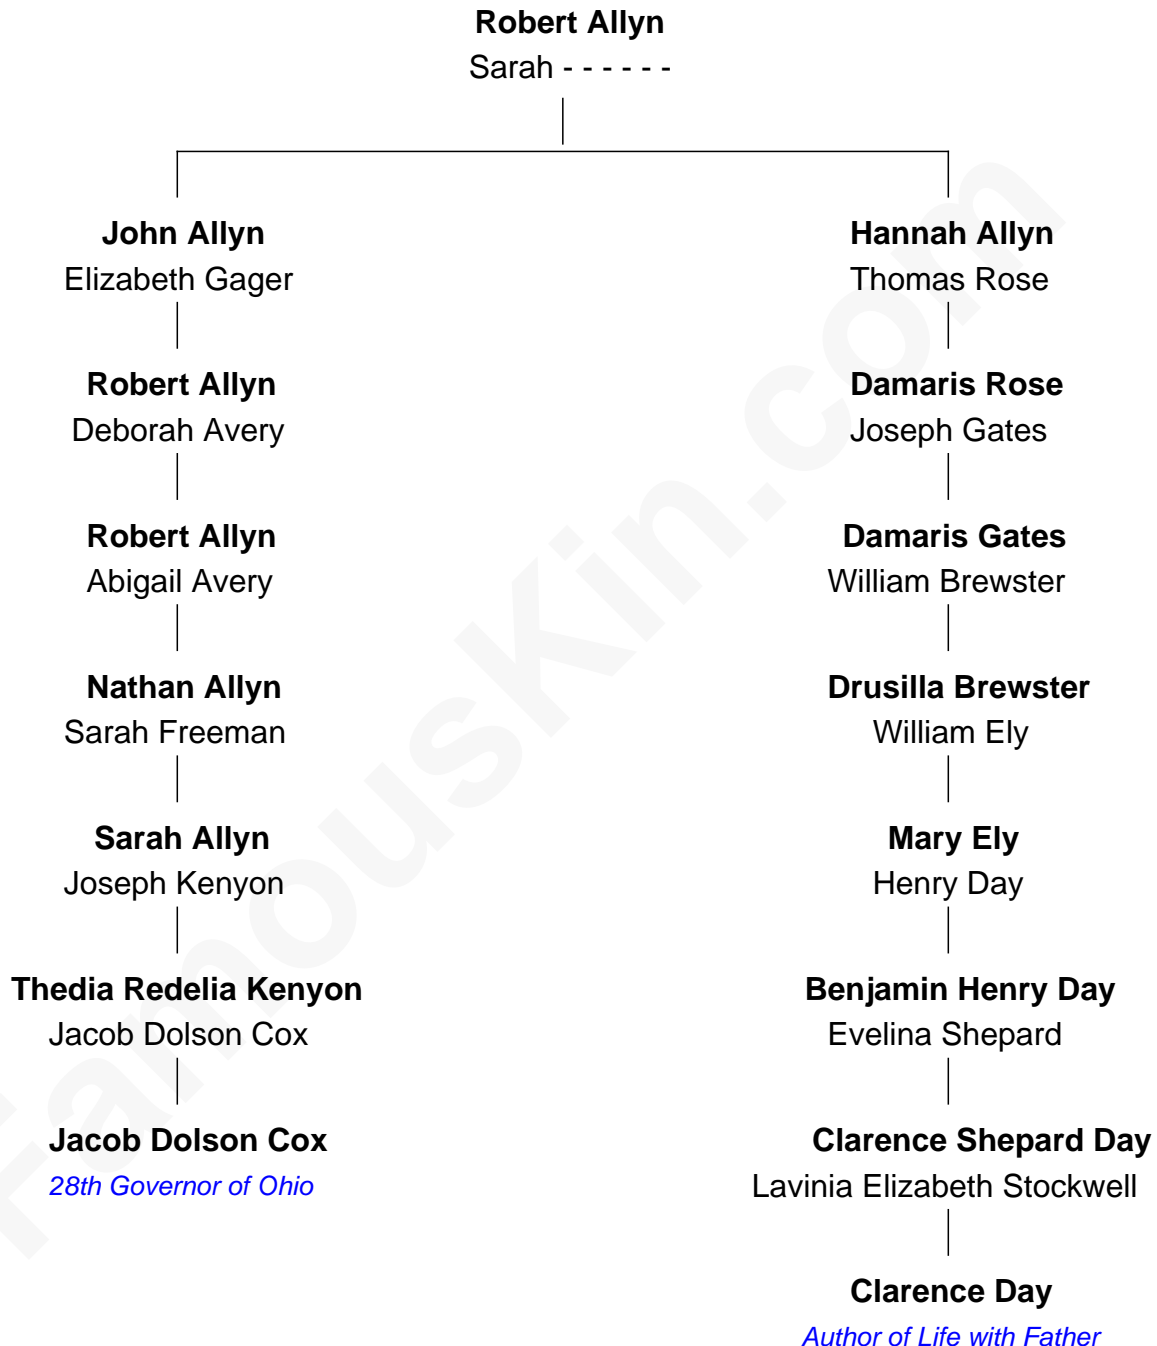 Robert Allyn
Sarah - - - - - -
John Allyn
Elizabeth Gager
Hannah Allyn
Thomas Rose
Robert Allyn
Deborah Avery
Damaris Rose
Joseph Gates
Robert Allyn
Abigail Avery
Damaris Gates
William Brewster
Nathan Allyn
Sarah Freeman
Drusilla Brewster
William Ely
Sarah Allyn
Joseph Kenyon
Mary Ely
Henry Day
Thedia Redelia Kenyon
Jacob Dolson Cox
Benjamin Henry Day
Evelina Shepard
Jacob Dolson Cox
28th Governor of Ohio
Clarence Shepard Day
Lavinia Elizabeth Stockwell
Clarence Day
Author of Life with Father
FamousKin.com